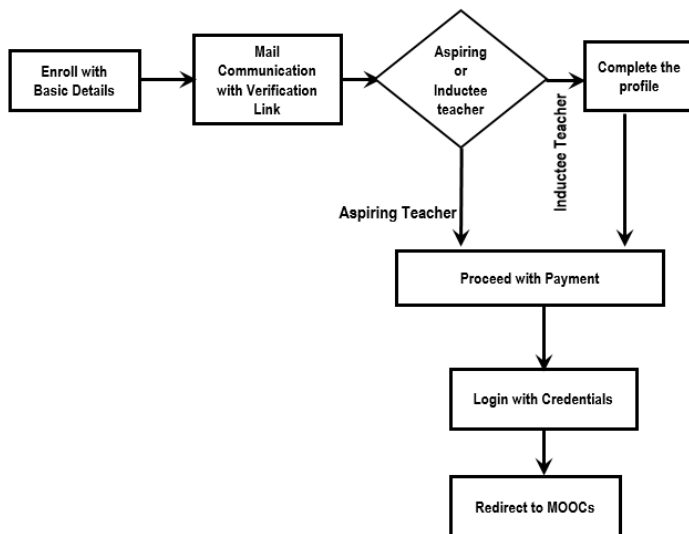 Enroll with
Basic Details
Mail
Communication
with Verification
Link
Aspiring
or
Inductee
teacher
Complete the
profile
Inductee Teacher
Aspiring Teacher
Proceed with Payment
Login with Credentials
Redirect to MOOCs